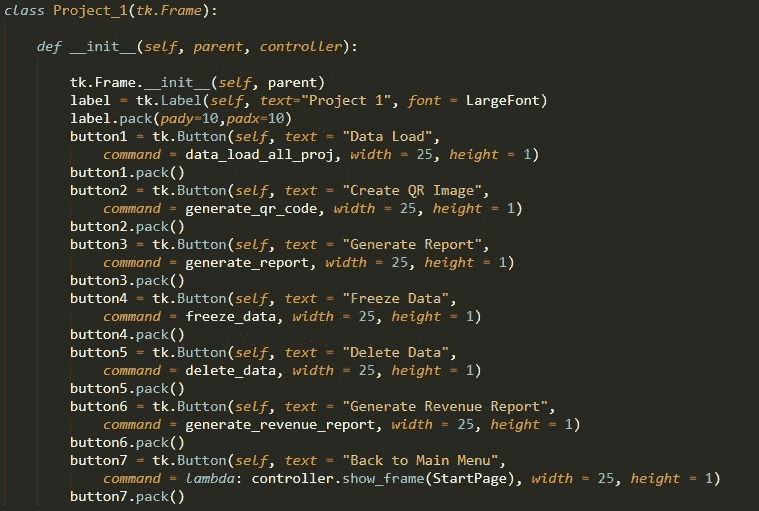 class Project_1(tk.Frame):
def __init__(self, parent, controller):
tk.Frame.__init__(self, parent)
label = tk.Label(self, text="Project 1", font = LargeFont)
label.pack(pady=10,padx=10)
button1 = tk.Button(self, text = "Data Load",
command = data_load_all_proj, width = 25, height = 1)
button1.pack()
button2 = tk.Button(self, text = "Create QR Image",
command = generate_qr_code, width = 25, height = 1)
button2.pack()
button3 = tk.Button(self, text = "Generate Report",
command = generate_report, width = 25, height = 1)
button3.pack()
button4 = tk.Button(self, text = "Freeze Data",
command = freeze_data, width = 25, height = 1)
button4.pack()
button5 = tk.Button(self, text = "Delete Data",
command = delete_data, width = 25, height = 1)
button5.pack()
button6 = tk.Button(self, text = "Generate Revenue Report",
command = generate_revenue_report, width = 25, height = 1)
button6.pack()
button7 = tk.Button(self, text = "Back to Main Menu",
command = lambda: controller.show_frame(StartPage), width = 25, height = 1)
button7.pack()